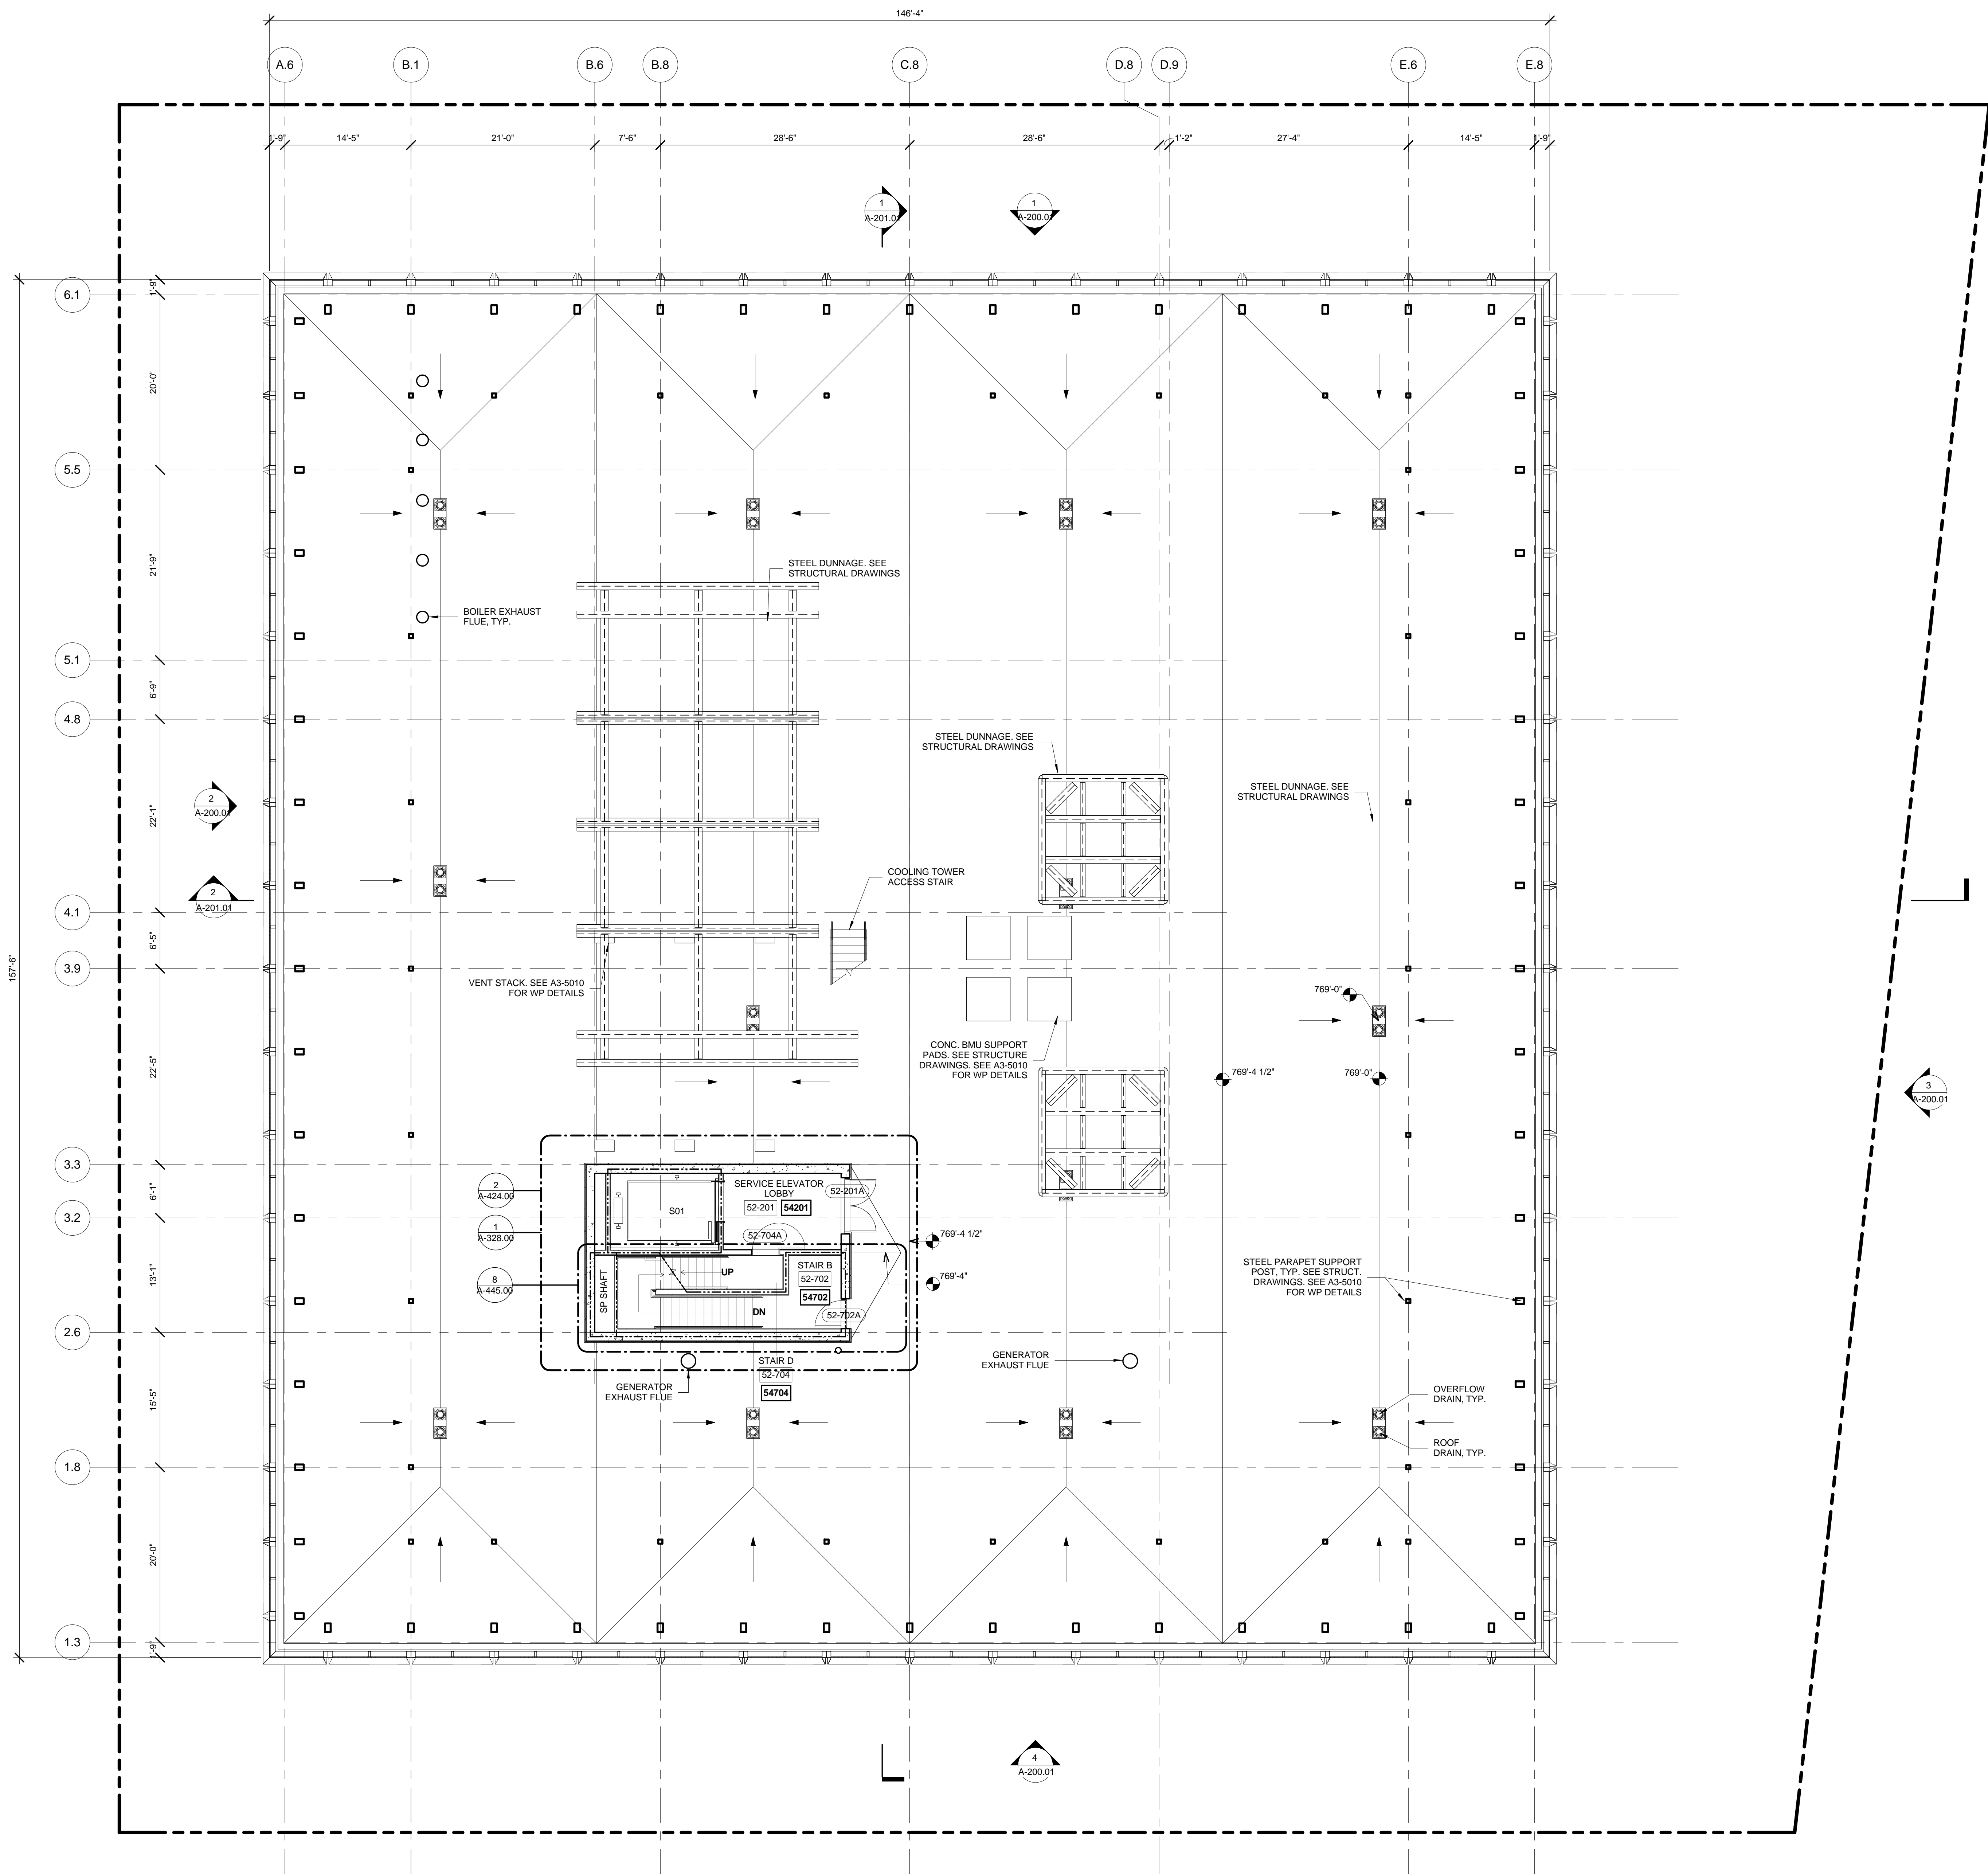 146'-4"
A.6
B.1
B.6
B.8
C.8
D.8
D.9
E.6
E.8
1'-9"
14'-5"
21'-0"
7'-6"
28'-6"
28'-6"
1'-2"
27'-4"
14'-5"
1'-9"
1
A-201.01
1
A-200.01
6.1
1'-9"
20'-0"
5.5
21'-9"
STEEL DUNNAGE. SEE
STRUCTURAL DRAWINGS
BOILER EXHAUST
FLUE, TYP.
5.1
6'-9"
4.8
STEEL DUNNAGE. SEE
STRUCTURAL DRAWINGS
STEEL DUNNAGE. SEE
STRUCTURAL DRAWINGS
2
A-200.01
22'-1"
COOLING TOWER
ACCESS STAIR
2
A-201.01
4.1
6'-5"
157'-6"
3.9
VENT STACK. SEE A3-5010
FOR WP DETAILS
769'-0"
CONC. BMU SUPPORT
PADS. SEE STRUCTURE
DRAWINGS. SEE A3-5010
FOR WP DETAILS
22'-5"
769'-4 1/2"
769'-0"
3
A-200.01
3.3
6'-1"
2
A-424.00
SERVICE ELEVATOR
LOBBY
52-201
54201
52-201A
S01
3.2
1
A-328.00
52-704A
769'-4 1/2"
13'-1"
8
A-445.00
SP SHAFT
UP
STAIR B
52-702
54702
769'-4"
STEEL PARAPET SUPPORT
POST, TYP. SEE STRUCT.
DRAWINGS. SEE A3-5010
FOR WP DETAILS
DN
52-702A
2.6
STAIR D
52-704
54704
GENERATOR
EXHAUST FLUE
GENERATOR
EXHAUST FLUE
15'-5"
OVERFLOW
DRAIN, TYP.
ROOF
DRAIN, TYP.
1.8
20'-0"
1.3
1'-9"
4
A-200.01